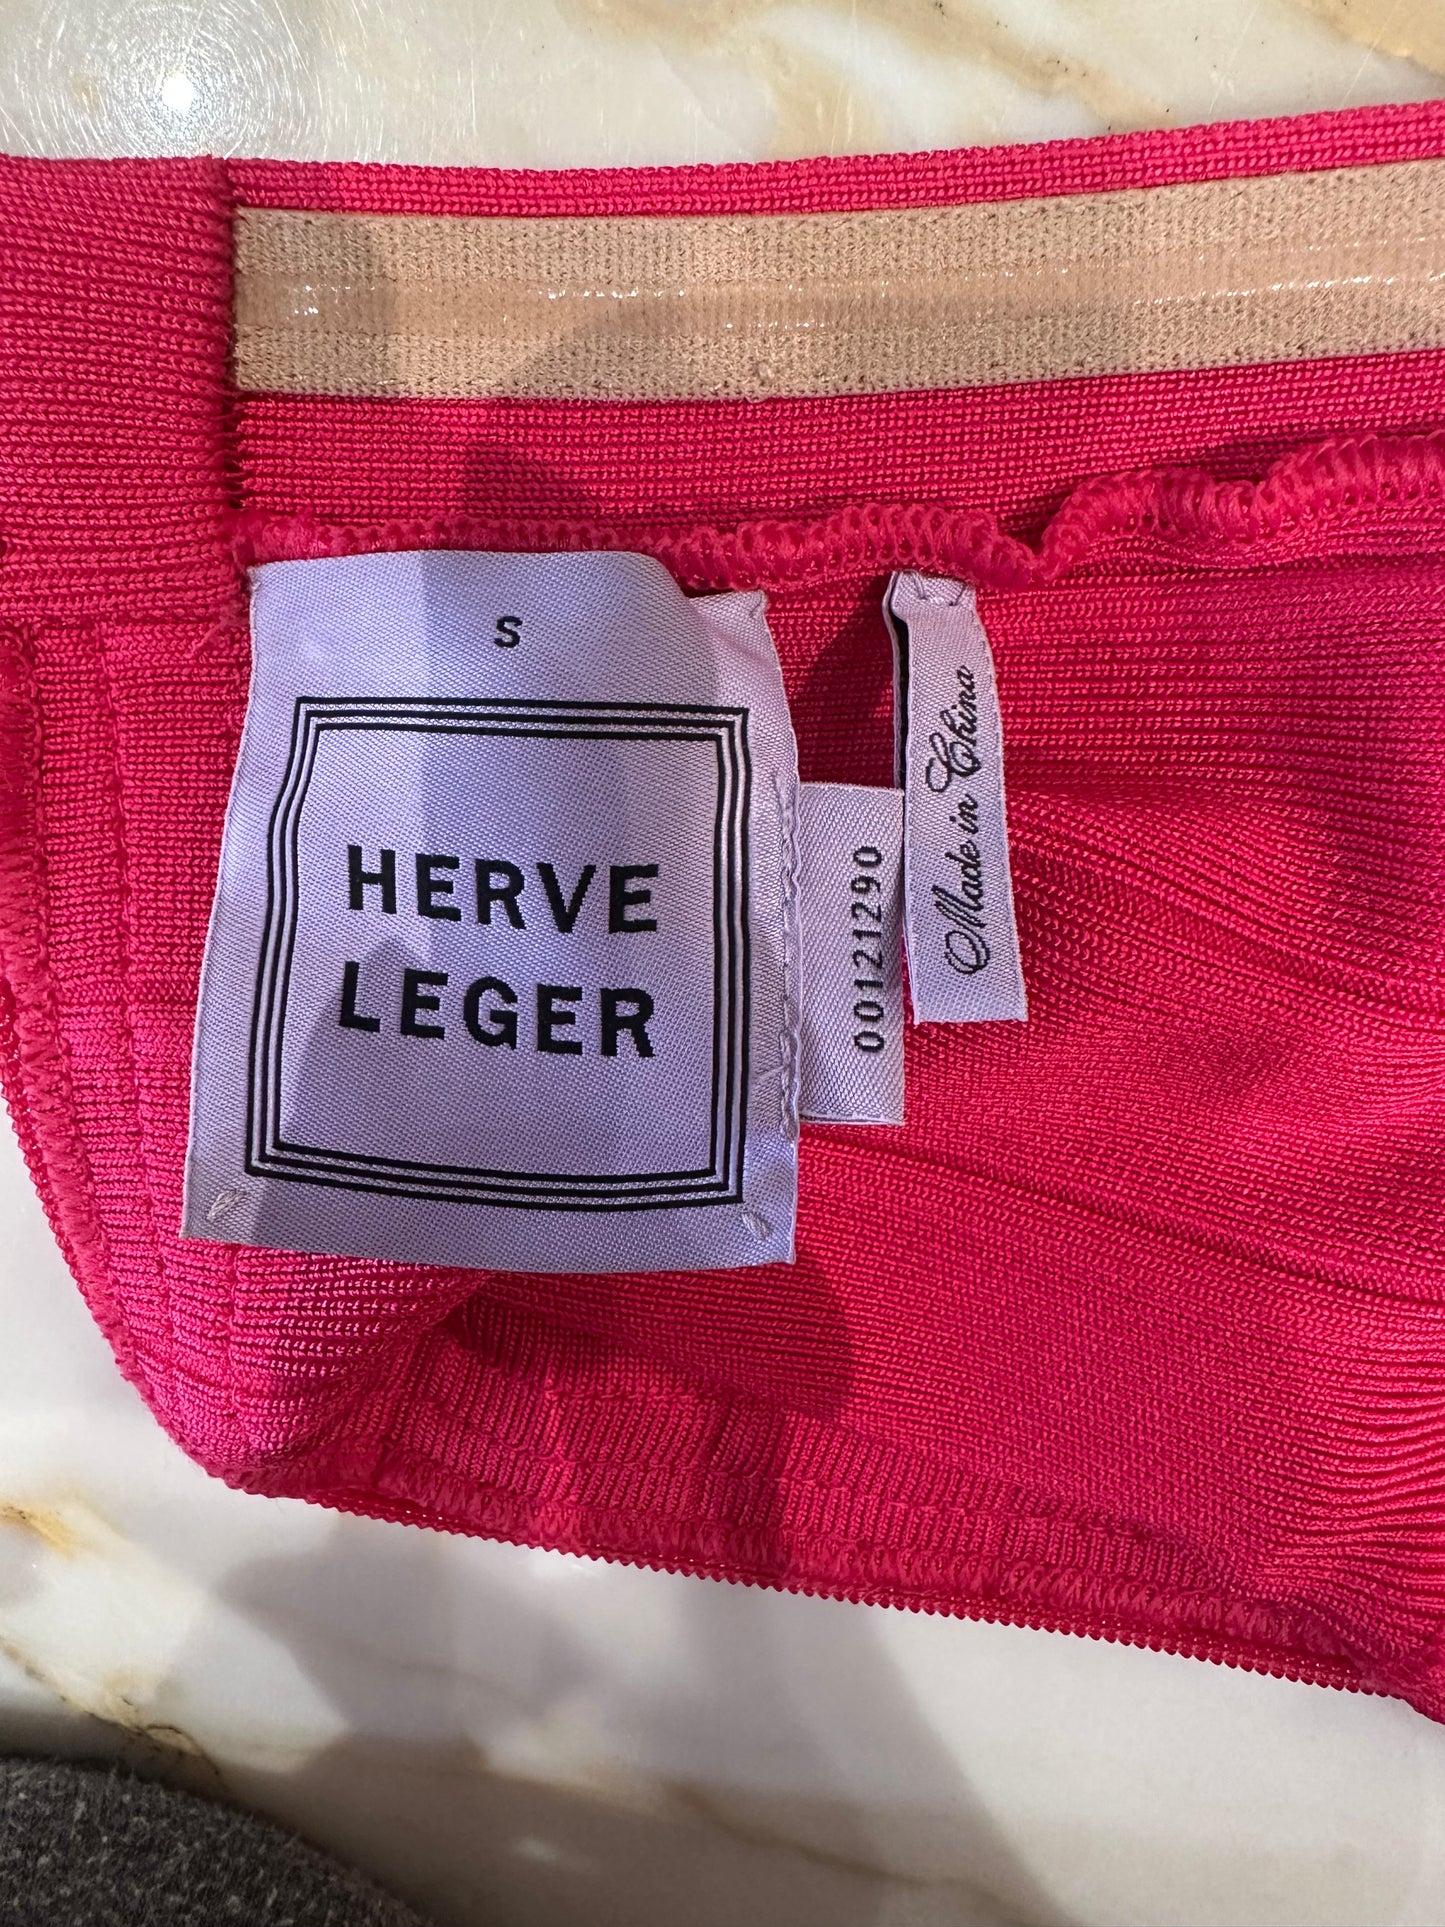 S
HERVE
LEGER
00121290
Made in China